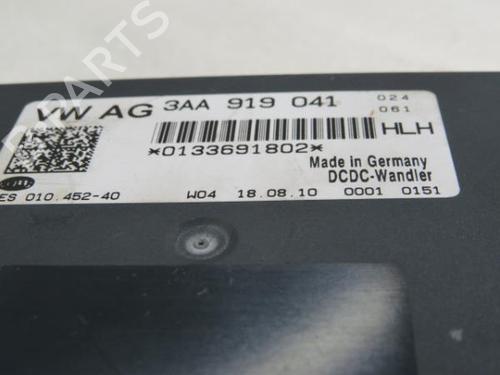 VW AG 3AA 919 041 024
061
HLH
*0133691802*
Made in Germany
DCDC-Wandler
ES 010.452-40 W04 18.08.10 0001 0151
PARTS